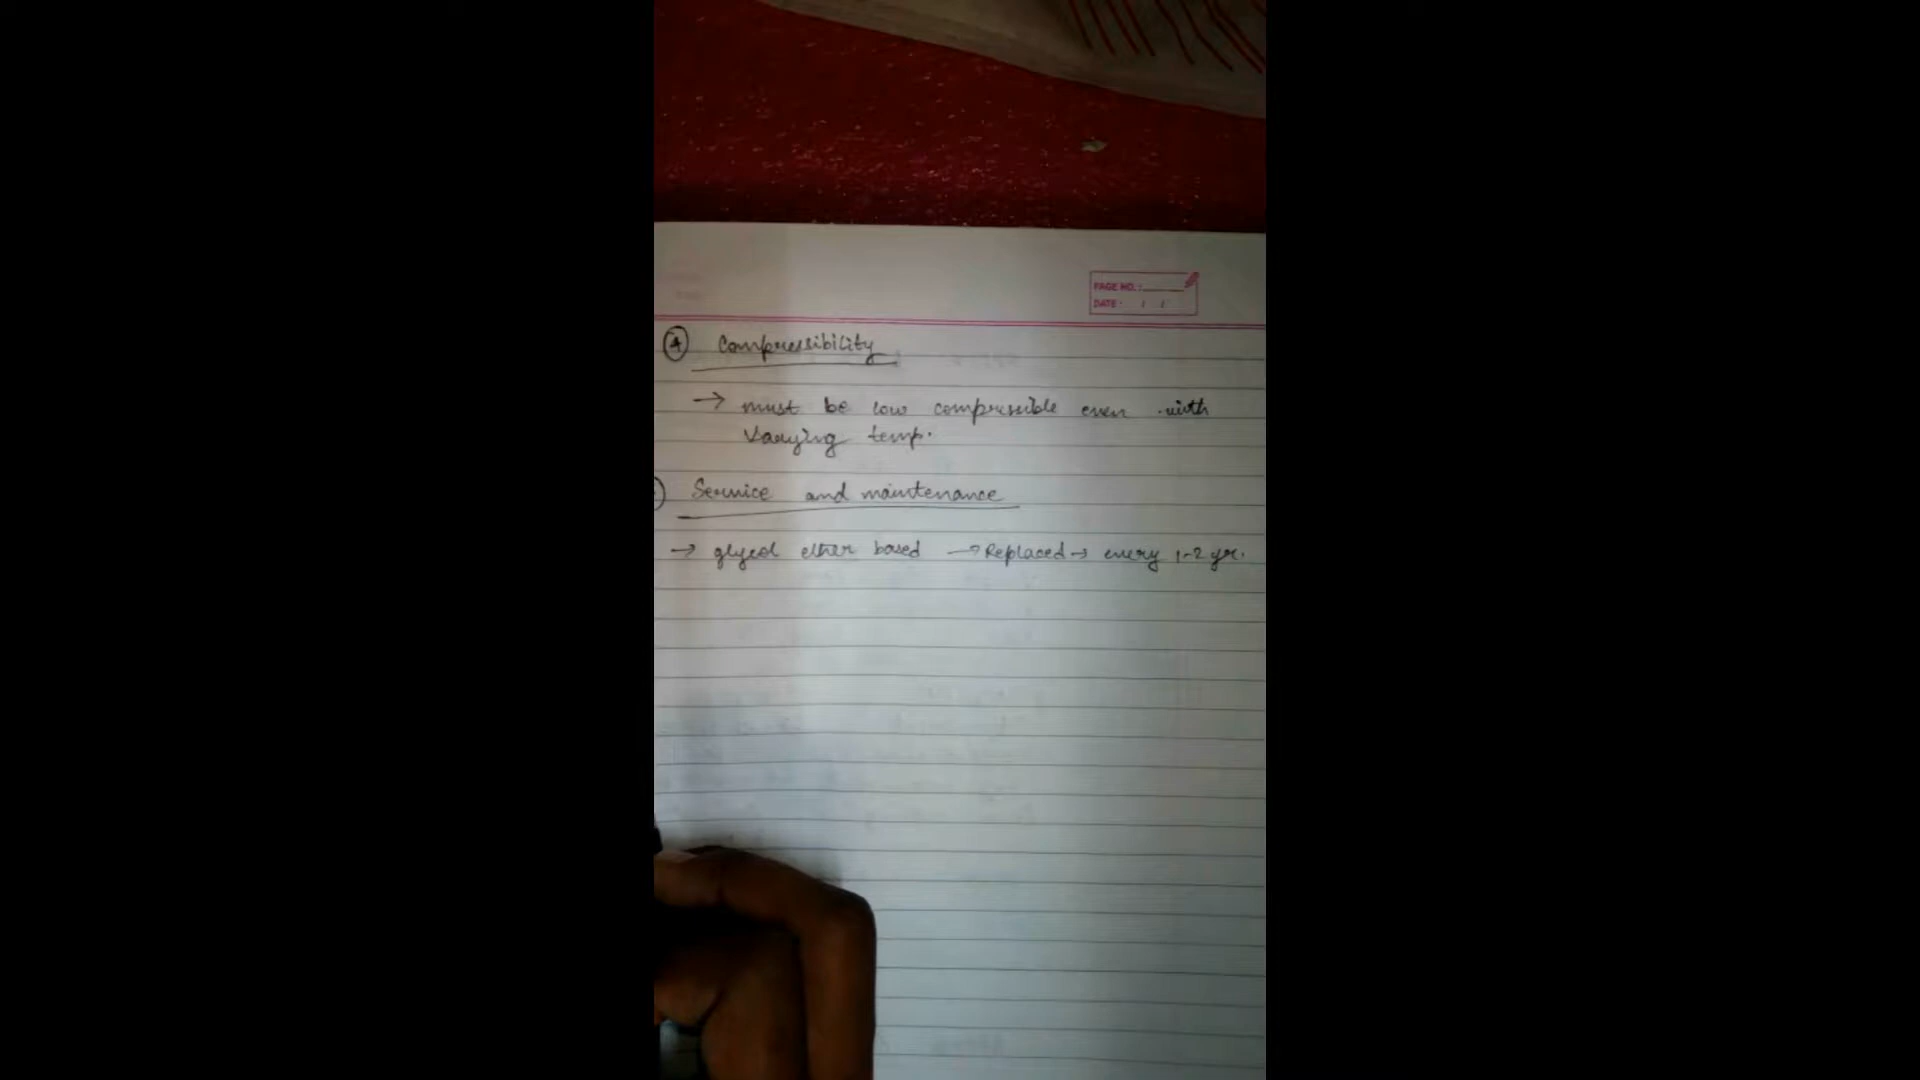 PAGE NO.:
DATE: / /
④ Compressibility
→ must be low compressible even with
varying temp.
) Service and maintenance
→ glycol ether based → Replaced → every 1-2 yr.